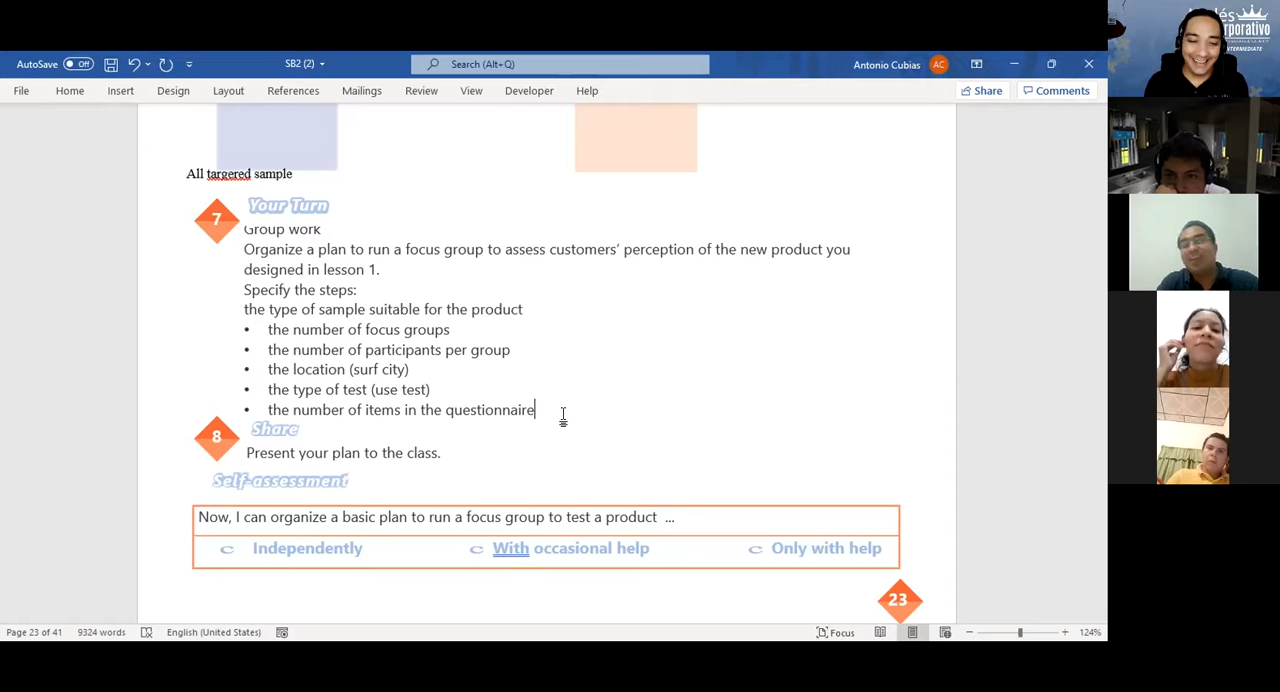 AutoSave Off SB2 (2) Search (Alt+Q) Antonio Cubias AC
File Home Insert Design Layout References Mailings Review View Developer Help Share Comments
All targered sample
7 Your Turn
Group work
Organize a plan to run a focus group to assess customers' perception of the new product you
designed in lesson 1.
Specify the steps:
the type of sample suitable for the product
• the number of focus groups
• the number of participants per group
• the location (surf city)
• the type of test (use test)
• the number of items in the questionnaire
8 Share
Present your plan to the class.
Self-assessment
Now, I can organize a basic plan to run a focus group to test a product ...
Independently With occasional help Only with help
23
Page 23 of 41 9324 words English (United States) Focus 124%